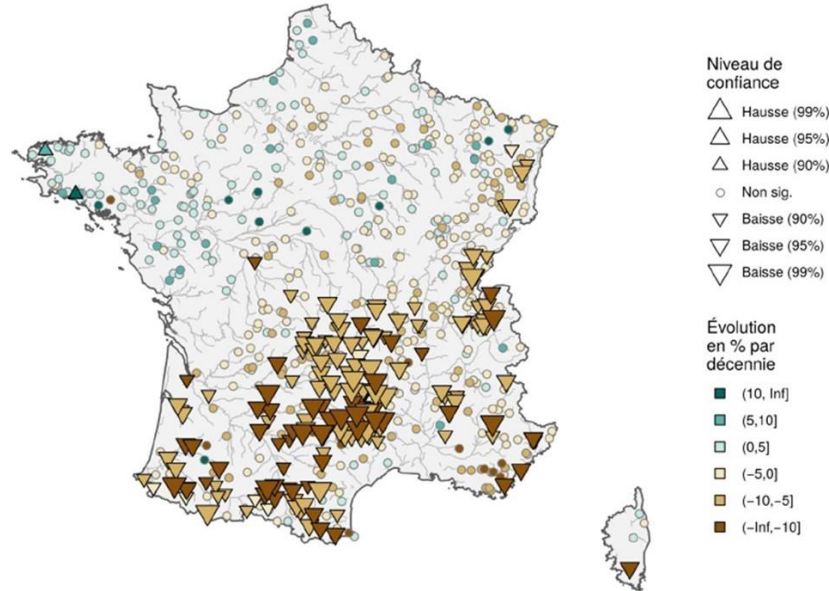 Niveau de
confiance
Hausse (99%)
Hausse (95%)
Hausse (90%)
Non sig.
Baisse (90%)
Baisse (95%)
Baisse (99%)
Évolution
en % par
décennie
(10, Inf]
(5,10]
(0,5]
(−5,0]
(−10,−5]
(−Inf,−10]